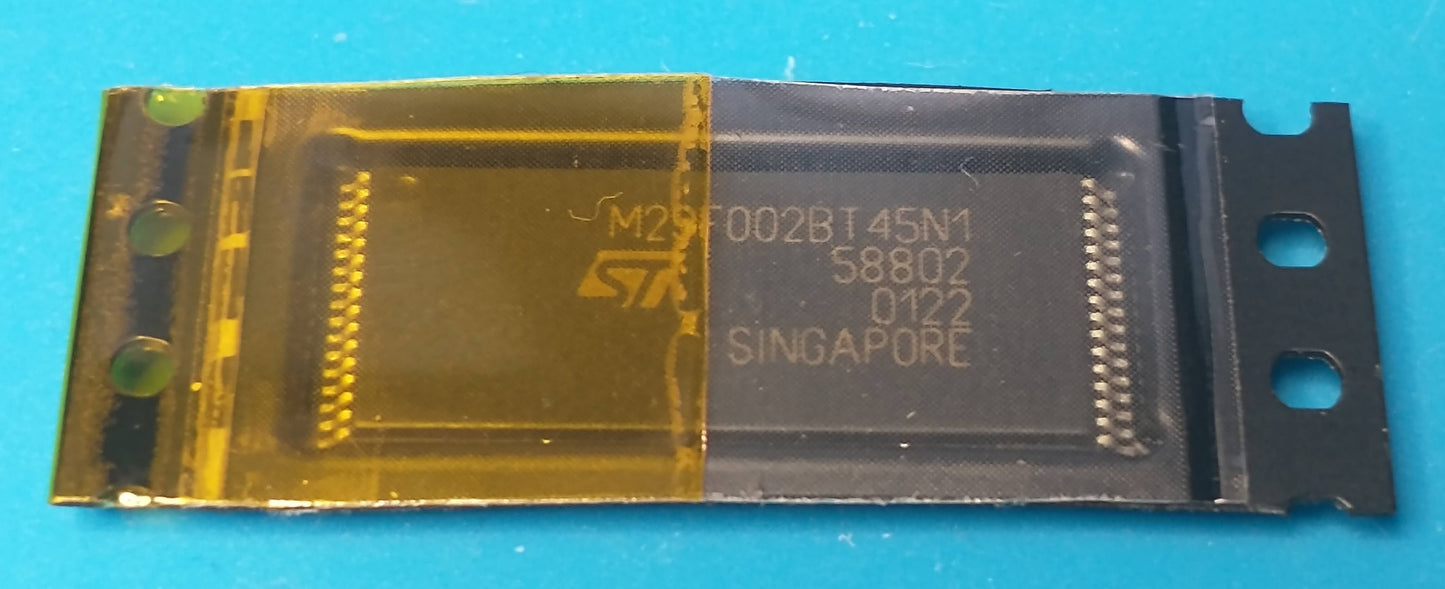 M29F002BT45N1
ST
58802
0122
SINGAPORE